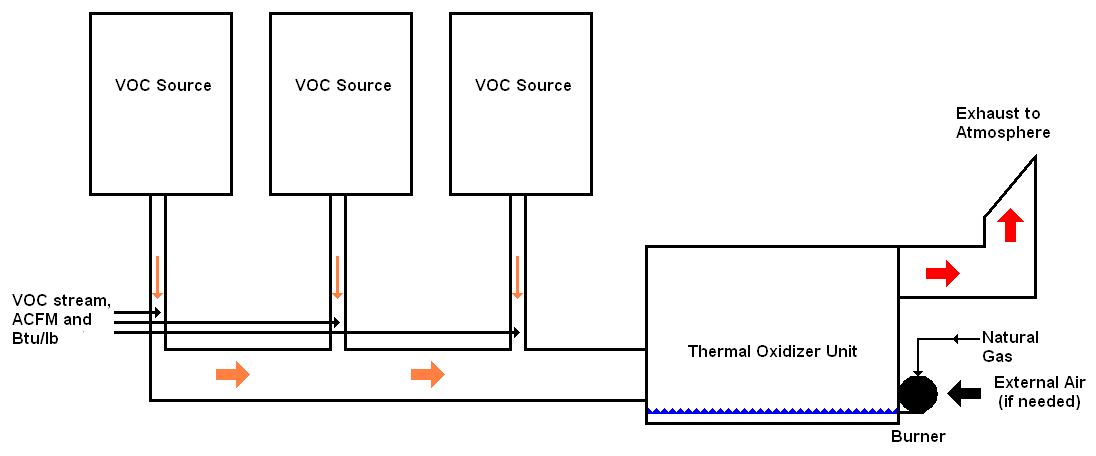 VOC Source
VOC Source
VOC Source
Exhaust to
Atmosphere
VOC stream,
ACFM and
Btu/lb
Thermal Oxidizer Unit
Natural
Gas
External Air
(if needed)
Burner